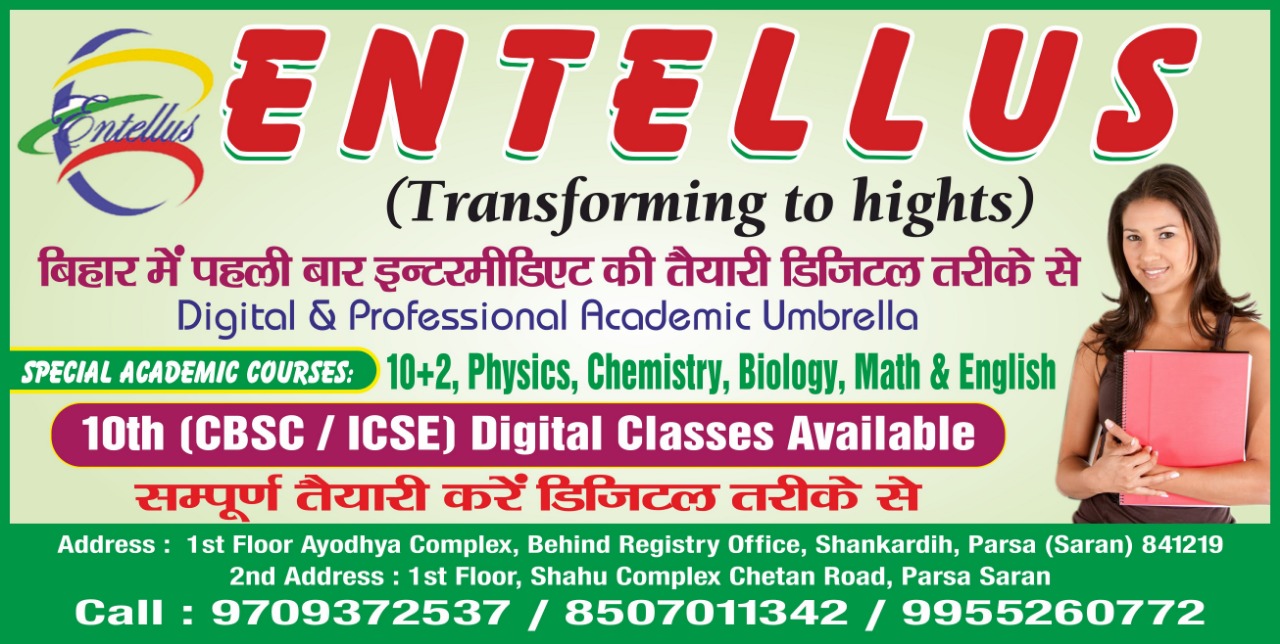 Entellus
ENTELLUS
(Transforming to hights)
बिहार में पहली बार इन्टरमीडिएट की तैयारी डिजिटल तरीके से
Digital & Professional Academic Umbrella
SPECIAL ACADEMIC COURSES: 10+2, Physics, Chemistry, Biology, Math & English
10th (CBSC / ICSE) Digital Classes Available
सम्पूर्ण तैयारी करें डिजिटल तरीके से
Address : 1st Floor Ayodhya Complex, Behind Registry Office, Shankardih, Parsa (Saran) 841219
2nd Address : 1st Floor, Shahu Complex Chetan Road, Parsa Saran
Call : 9709372537 / 8507011342 / 9955260772